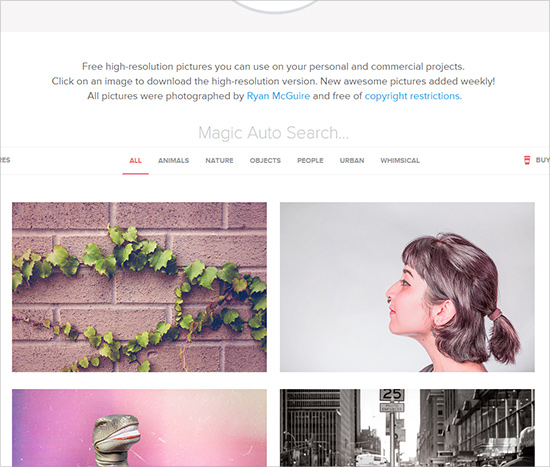 Free high-resolution pictures you can use on your personal and commercial projects.
Click on an image to download the high-resolution version. New awesome pictures added weekly!
All pictures were photographed by Ryan McGuire and free of copyright restrictions.
Magic Auto Search...
RES ALL ANIMALS NATURE OBJECTS PEOPLE URBAN WHIMSICAL BUY
25